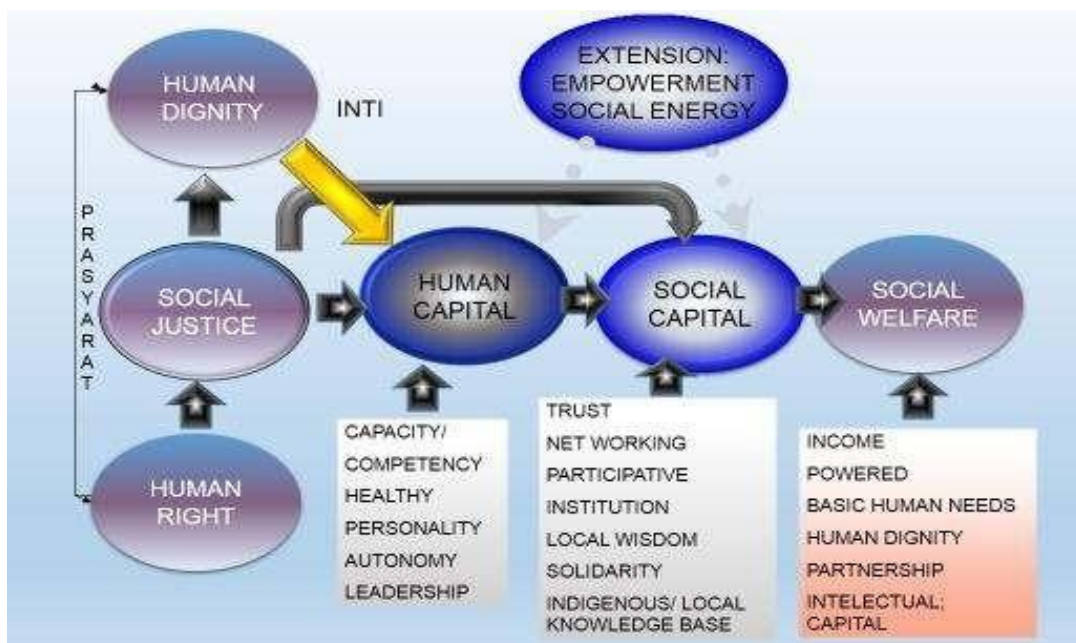 HUMAN
DIGNITY
INTI
EXTENSION:
EMPOWERMENT
SOCIAL ENERGY
PRASYARAT
SOCIAL
JUSTICE
HUMAN
CAPITAL
SOCIAL
CAPITAL
SOCIAL
WELFARE
HUMAN
RIGHT
CAPACITY/
COMPETENCY
HEALTHY
PERSONALITY
AUTONOMY
LEADERSHIP
TRUST
NET WORKING
PARTICIPATIVE
INSTITUTION
LOCAL WISDOM
SOLIDARITY
INDIGENOUS/ LOCAL
KNOWLEDGE BASE
INCOME
POWERED
BASIC HUMAN NEEDS
HUMAN DIGNITY
PARTNERSHIP
INTELECTUAL;
CAPITAL